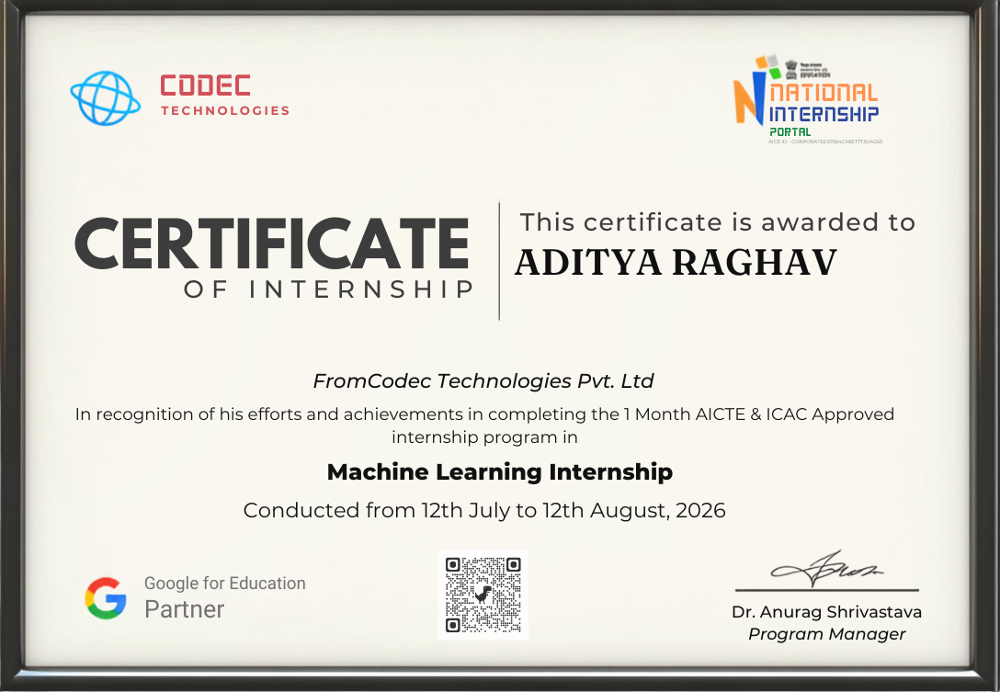 CODEC
TECHNOLOGIES
NATIONAL
INTERNSHIP
PORTAL
CERTIFICATE
OF INTERNSHIP
This certificate is awarded to
ADITYA RAGHAV
FromCodec Technologies Pvt. Ltd
In recognition of his efforts and achievements in completing the 1 Month AICTE & ICAC Approved
internship program in
Machine Learning Internship
Conducted from 12th July to 12th August, 2026
Google for Education
Partner
Dr. Anurag Shrivastava
Program Manager